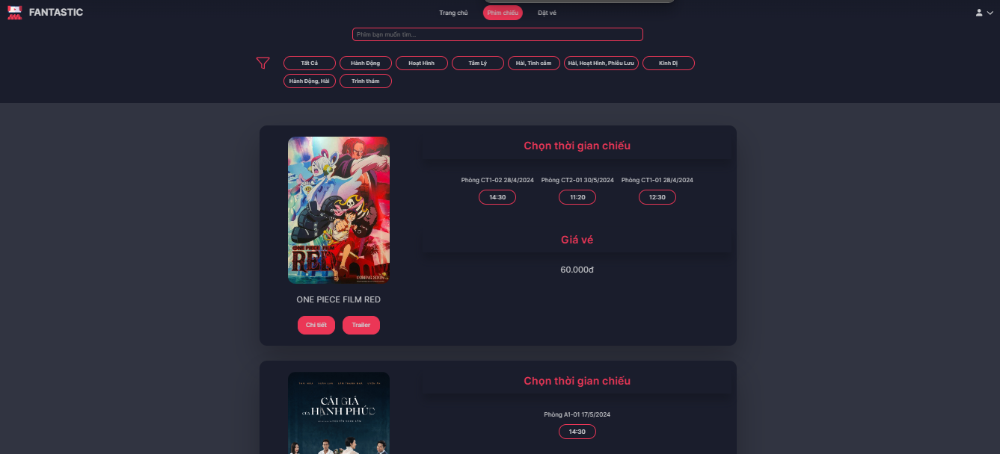 FANTASTIC
Trang chủ
Phim chiếu
Đặt vé
Phim bạn muốn tìm...
Tất Cả
Hành Động
Hoạt Hình
Tâm Lý
Hài, Tình cảm
Hài, Hoạt Hình, Phiêu Lưu
Kinh Dị
Hành Động, Hài
Trinh thám
Chọn thời gian chiếu
Phòng CT1-02 28/4/2024
14:30
Phòng CT2-01 30/5/2024
11:20
Phòng CT1-01 28/4/2024
12:30
Giá vé
60.000đ
ONE PIECE FILM
RED
COMING SOON
ONE PIECE FILM RED
Chi tiết
Trailer
Chọn thời gian chiếu
Phòng A1-01 17/5/2024
14:30
CÁI GIÁ
CỦA HẠNH PHÚC